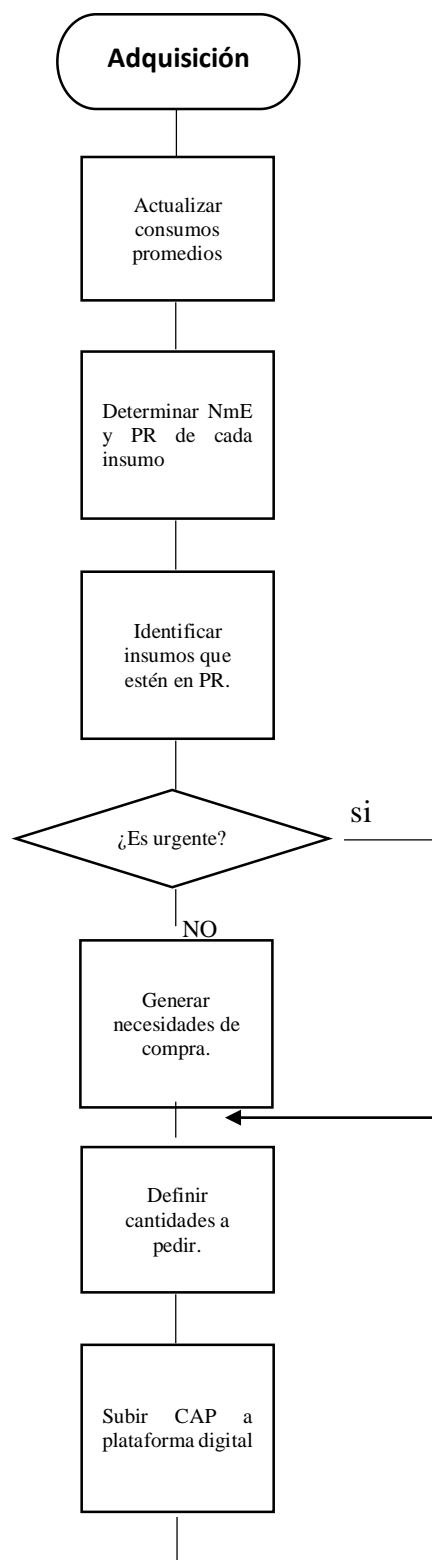 Adquisición
Actualizar
consumos
promedios
Determinar NmE
y PR de cada
insumo
Identificar
insumos que
estén en PR.
¿Es urgente?
si
NO
Generar
necesidades de
compra.
Definir
cantidades a
pedir.
Subir CAP a
plataforma digital